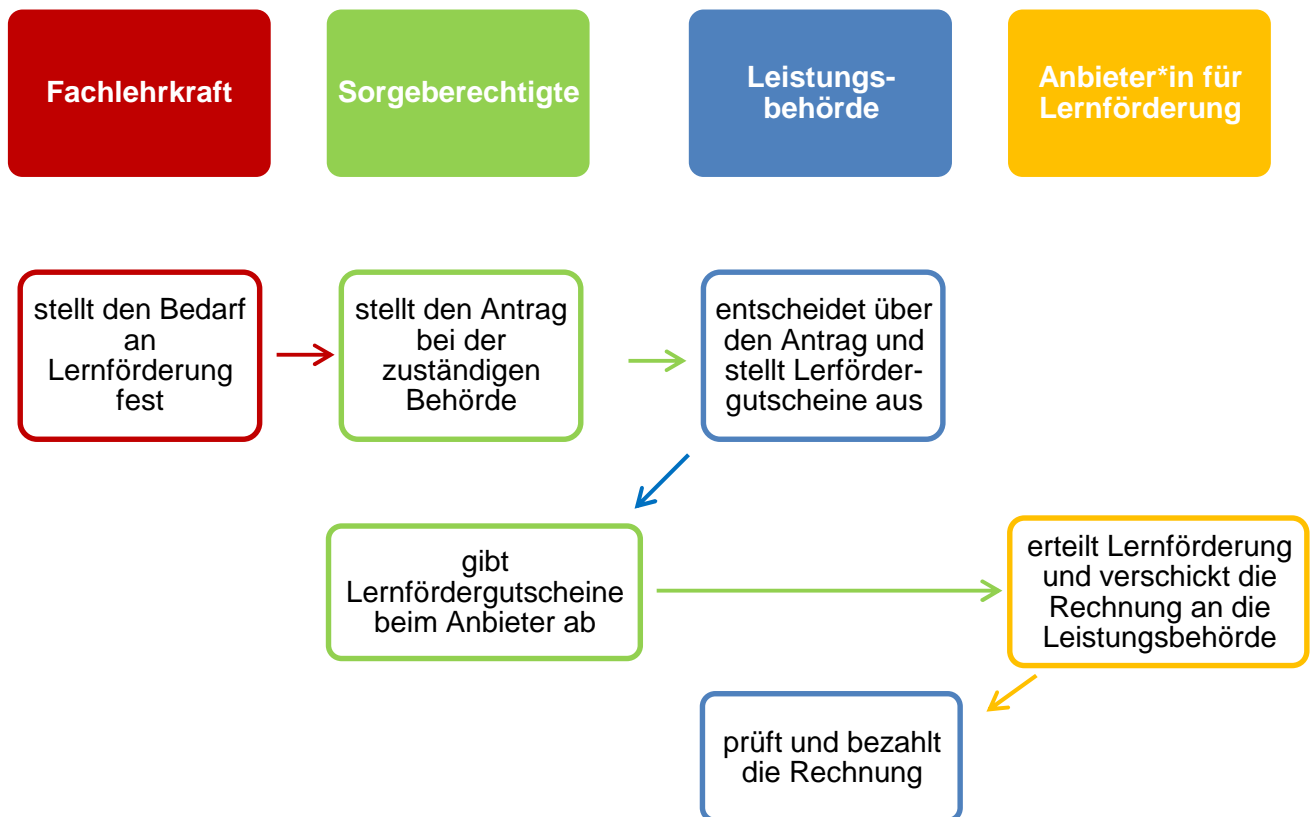 Fachlehrkraft
Sorgeberechtigte
Leistungs-
behörde
Anbieter*in für
Lernförderung
stellt den Bedarf
an
Lernförderung
fest
stellt den Antrag
bei der
zuständigen
Behörde
entscheidet über
den Antrag und
stellt Lerförder-
gutscheine aus
gibt
Lernfördergutscheine
beim Anbieter ab
erteilt Lernförderung
und verschickt die
Rechnung an die
Leistungsbehörde
prüft und bezahlt
die Rechnung